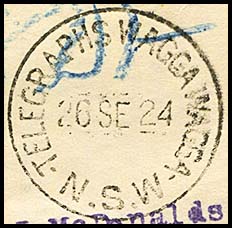 TELEGRAPHS WAGGA WAGGA
26 SE 24
N.S.W.
McDonalds